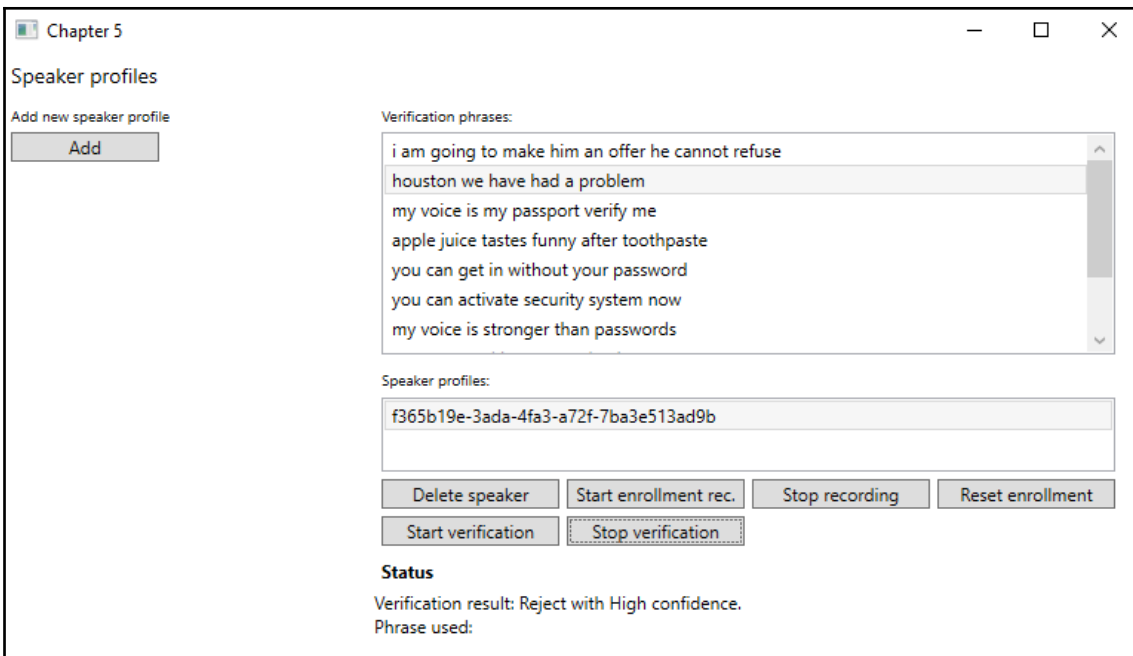 Chapter 5
Speaker profiles
Add new speaker profile
Add
Verification phrases:
i am going to make him an offer he cannot refuse
houston we have had a problem
my voice is my passport verify me
apple juice tastes funny after toothpaste
you can get in without your password
you can activate security system now
my voice is stronger than passwords
Speaker profiles:
f365b19e-3ada-4fa3-a72f-7ba3e513ad9b
Delete speaker Start enrollment rec. Stop recording Reset enrollment
Start verification Stop verification
Status
Verification result: Reject with High confidence.
Phrase used: